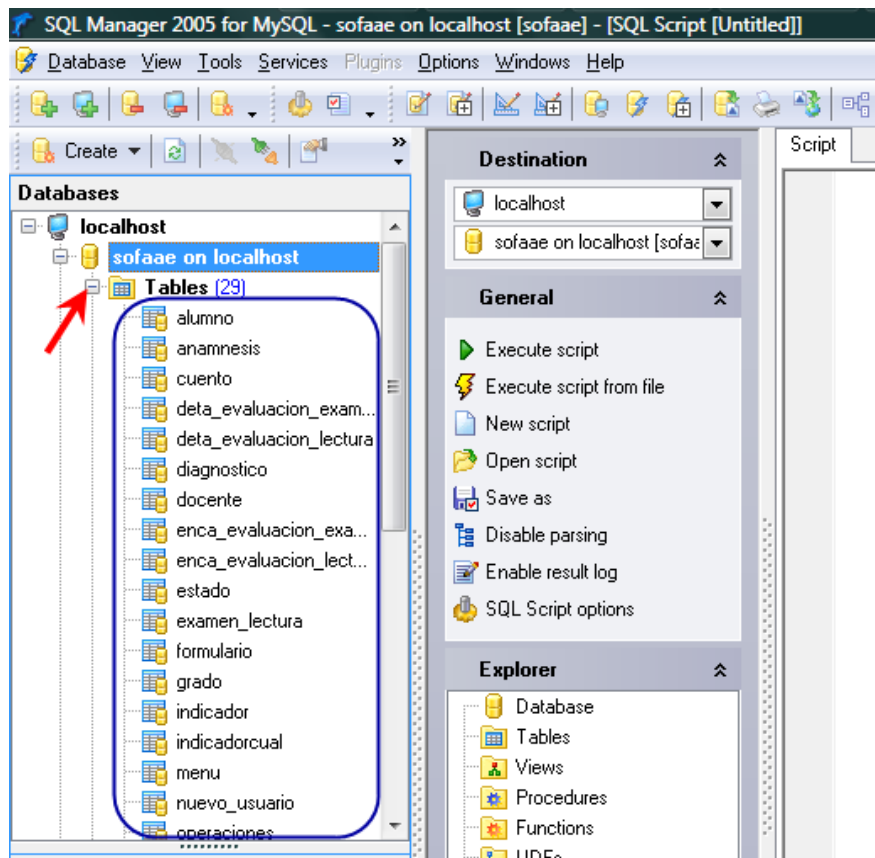 SQL Manager 2005 for MySQL - sofaae on localhost [sofaae] - [SQL Script [Untitled]]
Database View Tools Services Plugins Options Windows Help
Create
Databases
localhost
sofaae on localhost
Tables (29)
alumno
anamnesis
cuento
deta_evaluacion_exam...
deta_evaluacion_lectura
diagnostico
docente
enca_evaluacion_exa...
enca_evaluacion_lect...
estado
examen_lectura
formulario
grado
indicador
indicadorcual
menu
nuevo_usuario
operaciones
Destination
localhost
sofaae on localhost [sofaa
General
Execute script
Execute script from file
New script
Open script
Save as
Disable parsing
Enable result log
SQL Script options
Explorer
Database
Tables
Views
Procedures
Functions
UDFs
Script